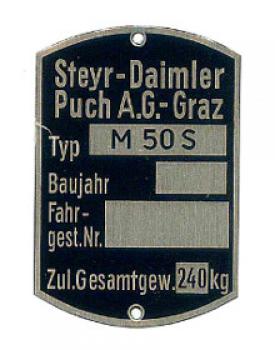 Steyr-Daimler
Puch A.G.-Graz
Typ M 50 S
Baujahr
Fahr-
gest.Nr.
Zul.Gesamtgew. 240 kg